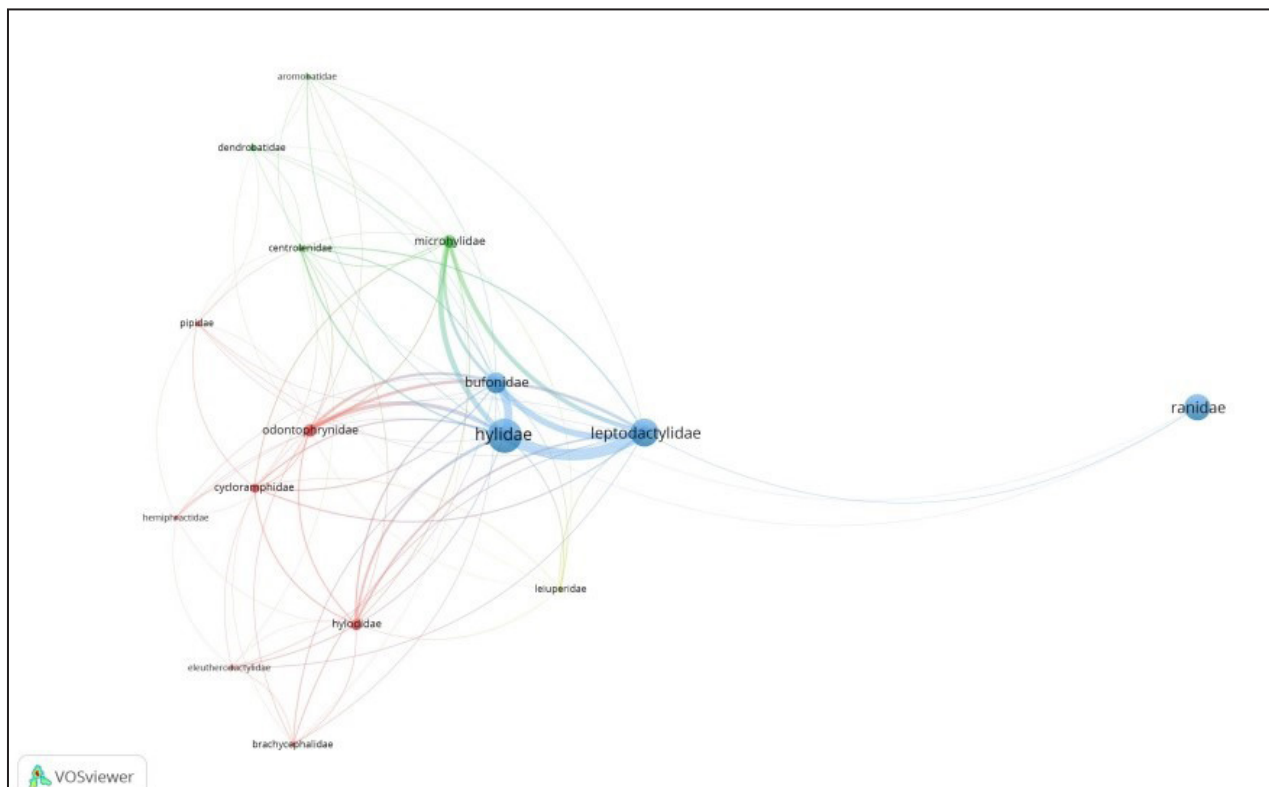 aromobatidae
dendrobatidae
microhylidae
centrolenidae
pipidae
bufonidae
ranidae
odontophrynidae
hylidae
leptodactylidae
cycloramphidae
hemiphractidae
leiuperidae
hylodidae
eleutherodactylidae
brachycephalidae
VOSviewer